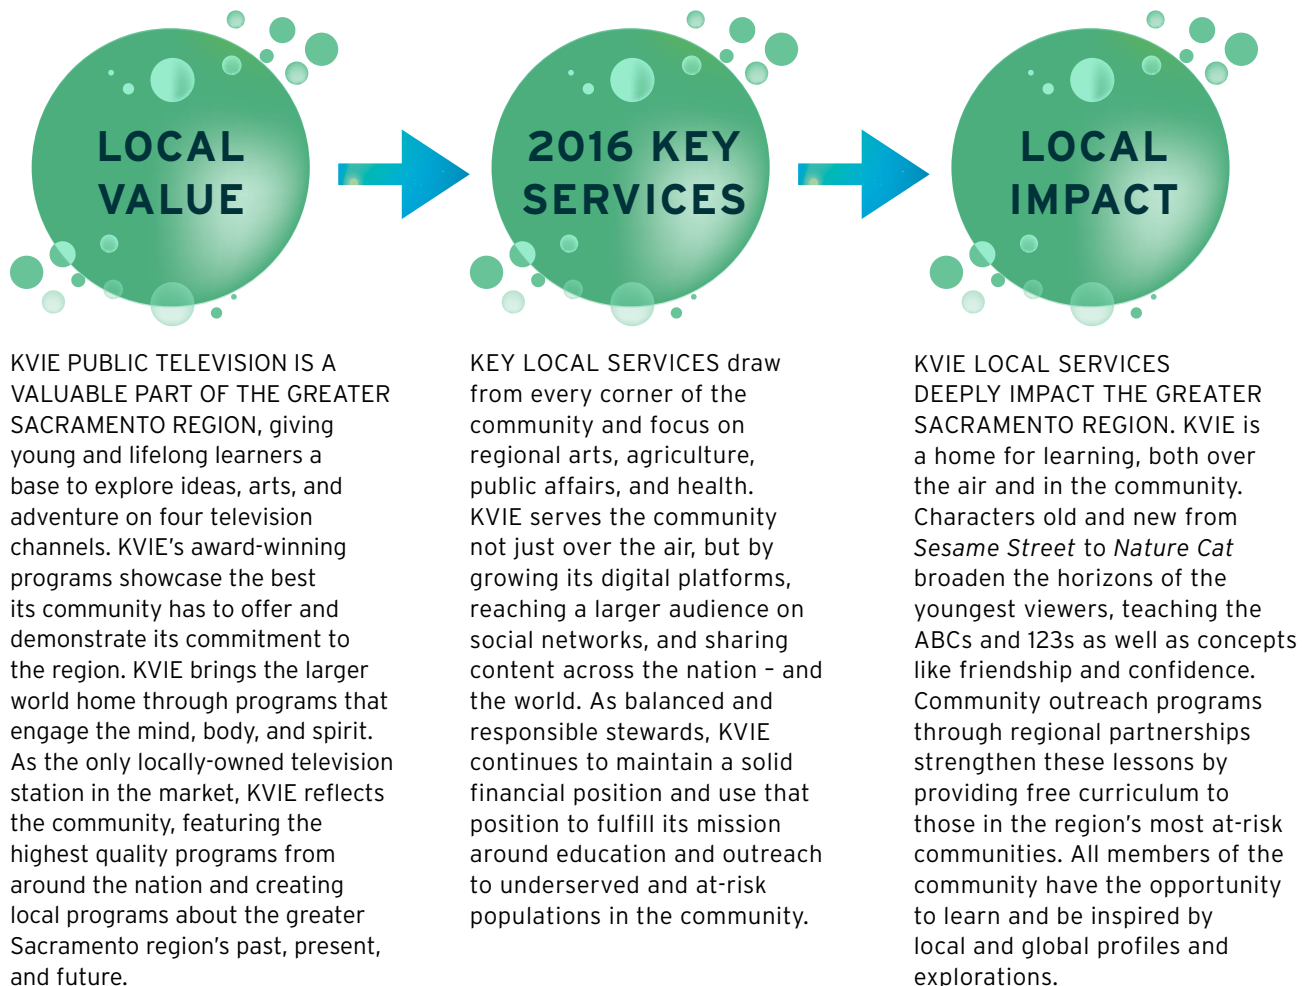 LOCAL
VALUE
2016 KEY
SERVICES
LOCAL
IMPACT
KVIE PUBLIC TELEVISION IS A
VALUABLE PART OF THE GREATER
SACRAMENTO REGION, giving
young and lifelong learners a
base to explore ideas, arts, and
adventure on four television
channels. KVIE’s award-winning
programs showcase the best
its community has to offer and
demonstrate its commitment to
the region. KVIE brings the larger
world home through programs that
engage the mind, body, and spirit.
As the only locally-owned television
station in the market, KVIE reflects
the community, featuring the
highest quality programs from
around the nation and creating
local programs about the greater
Sacramento region’s past, present,
and future.
KEY LOCAL SERVICES draw
from every corner of the
community and focus on
regional arts, agriculture,
public affairs, and health.
KVIE serves the community
not just over the air, but by
growing its digital platforms,
reaching a larger audience on
social networks, and sharing
content across the nation – and
the world. As balanced and
responsible stewards, KVIE
continues to maintain a solid
financial position and use that
position to fulfill its mission
around education and outreach
to underserved and at-risk
populations in the community.
KVIE LOCAL SERVICES
DEEPLY IMPACT THE GREATER
SACRAMENTO REGION. KVIE is
a home for learning, both over
the air and in the community.
Characters old and new from
Sesame Street to Nature Cat
broaden the horizons of the
youngest viewers, teaching the
ABCs and 123s as well as concepts
like friendship and confidence.
Community outreach programs
through regional partnerships
strengthen these lessons by
providing free curriculum to
those in the region’s most at-risk
communities. All members of the
community have the opportunity
to learn and be inspired by
local and global profiles and
explorations.